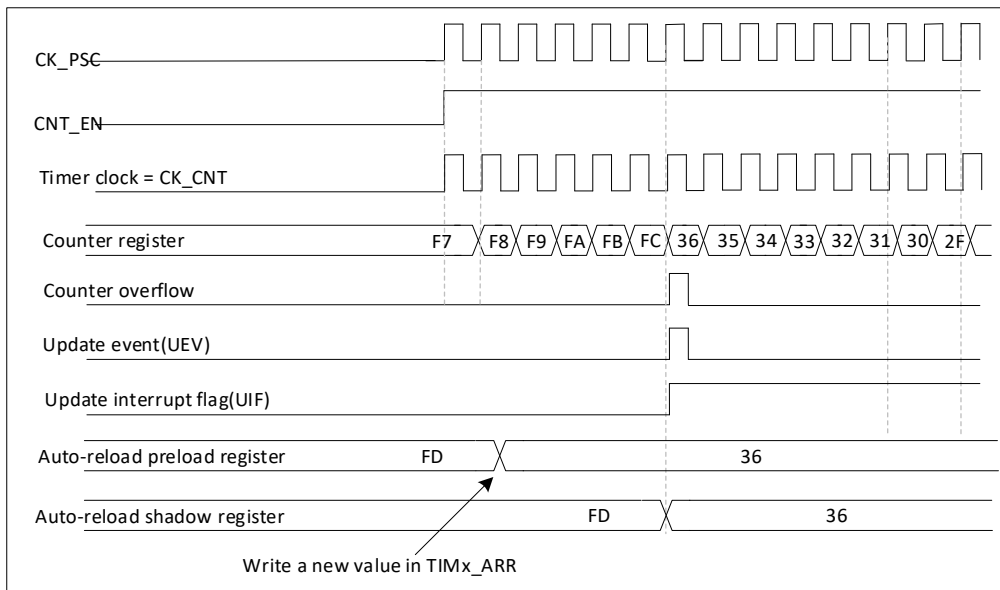 CK_PSC
CNT_EN
Timer clock = CK_CNT
Counter register F7 F8 F9 FA FB FC 36 35 34 33 32 31 30 2F
Counter overflow
Update event(UEV)
Update interrupt flag(UIF)
Auto-reload preload register FD 36
Auto-reload shadow register FD 36
Write a new value in TIMx_ARR